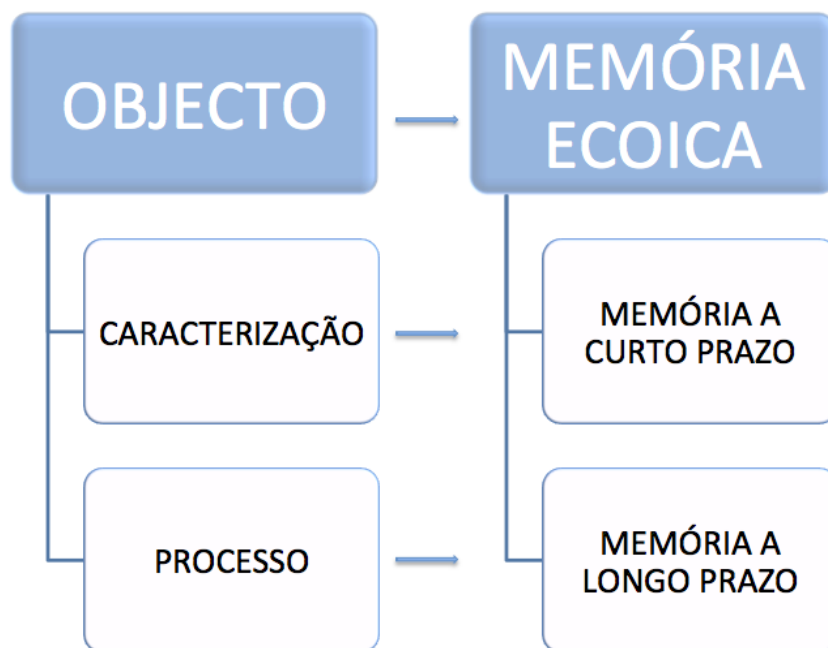 OBJECTO
MEMÓRIA
ECOICA
CARACTERIZAÇÃO
MEMÓRIA A
CURTO PRAZO
PROCESSO
MEMÓRIA A
LONGO PRAZO